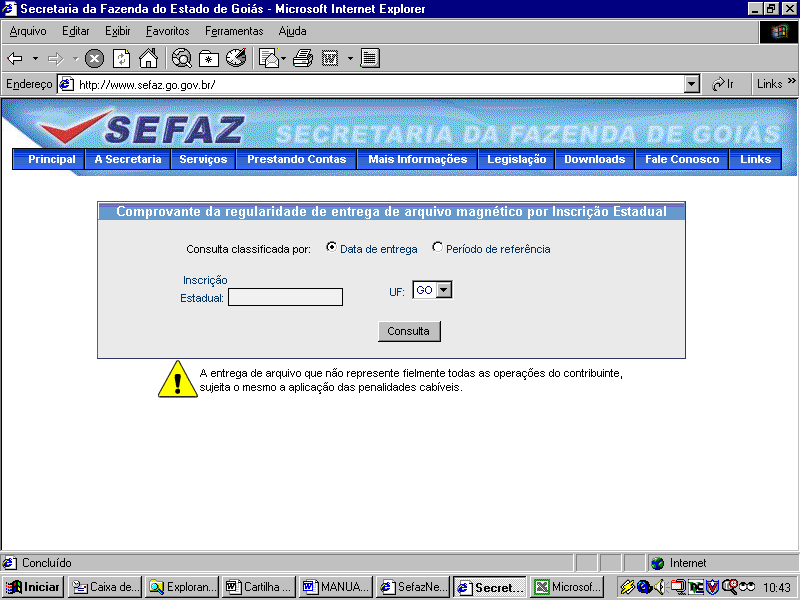 Secretaria da Fazenda do Estado de Goiás - Microsoft Internet Explorer
Arquivo Editar Exibir Favoritos Ferramentas Ajuda
Endereço http://www.sefaz.go.gov.br/ Ir Links »
SEFAZ SECRETARIA DA FAZENDA DE GOIÁS
Principal A Secretaria Serviços Prestando Contas Mais Informações Legislação Downloads Fale Conosco Links
Comprovante da regularidade de entrega de arquivo magnético por Inscrição Estadual
Consulta classificada por: Data de entrega Período de referência
Inscrição
Estadual: UF: GO
Consulta
A entrega de arquivo que não represente fielmente todas as operações do contribuinte,
sujeita o mesmo a aplicação das penalidades cabíveis.
Concluído Internet
Iniciar Caixa de... Exploran... Cartilha ... MANUA... SefazNe... Secret... Microsof... 10:43